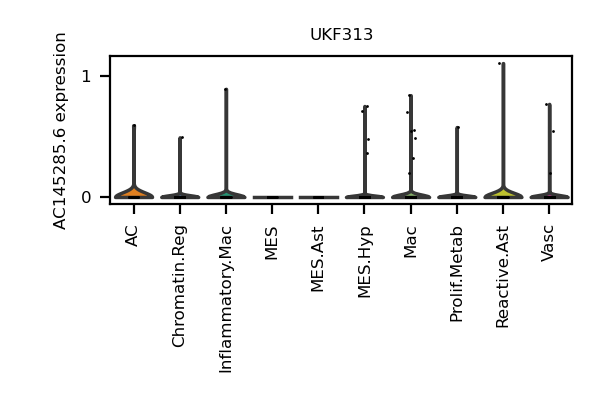 UKF313
AC145285.6 expression
1
0
AC
Chromatin.Reg
Inflammatory.Mac
MES
MES.Ast
MES.Hyp
Mac
Prolif.Metab
Reactive.Ast
Vasc